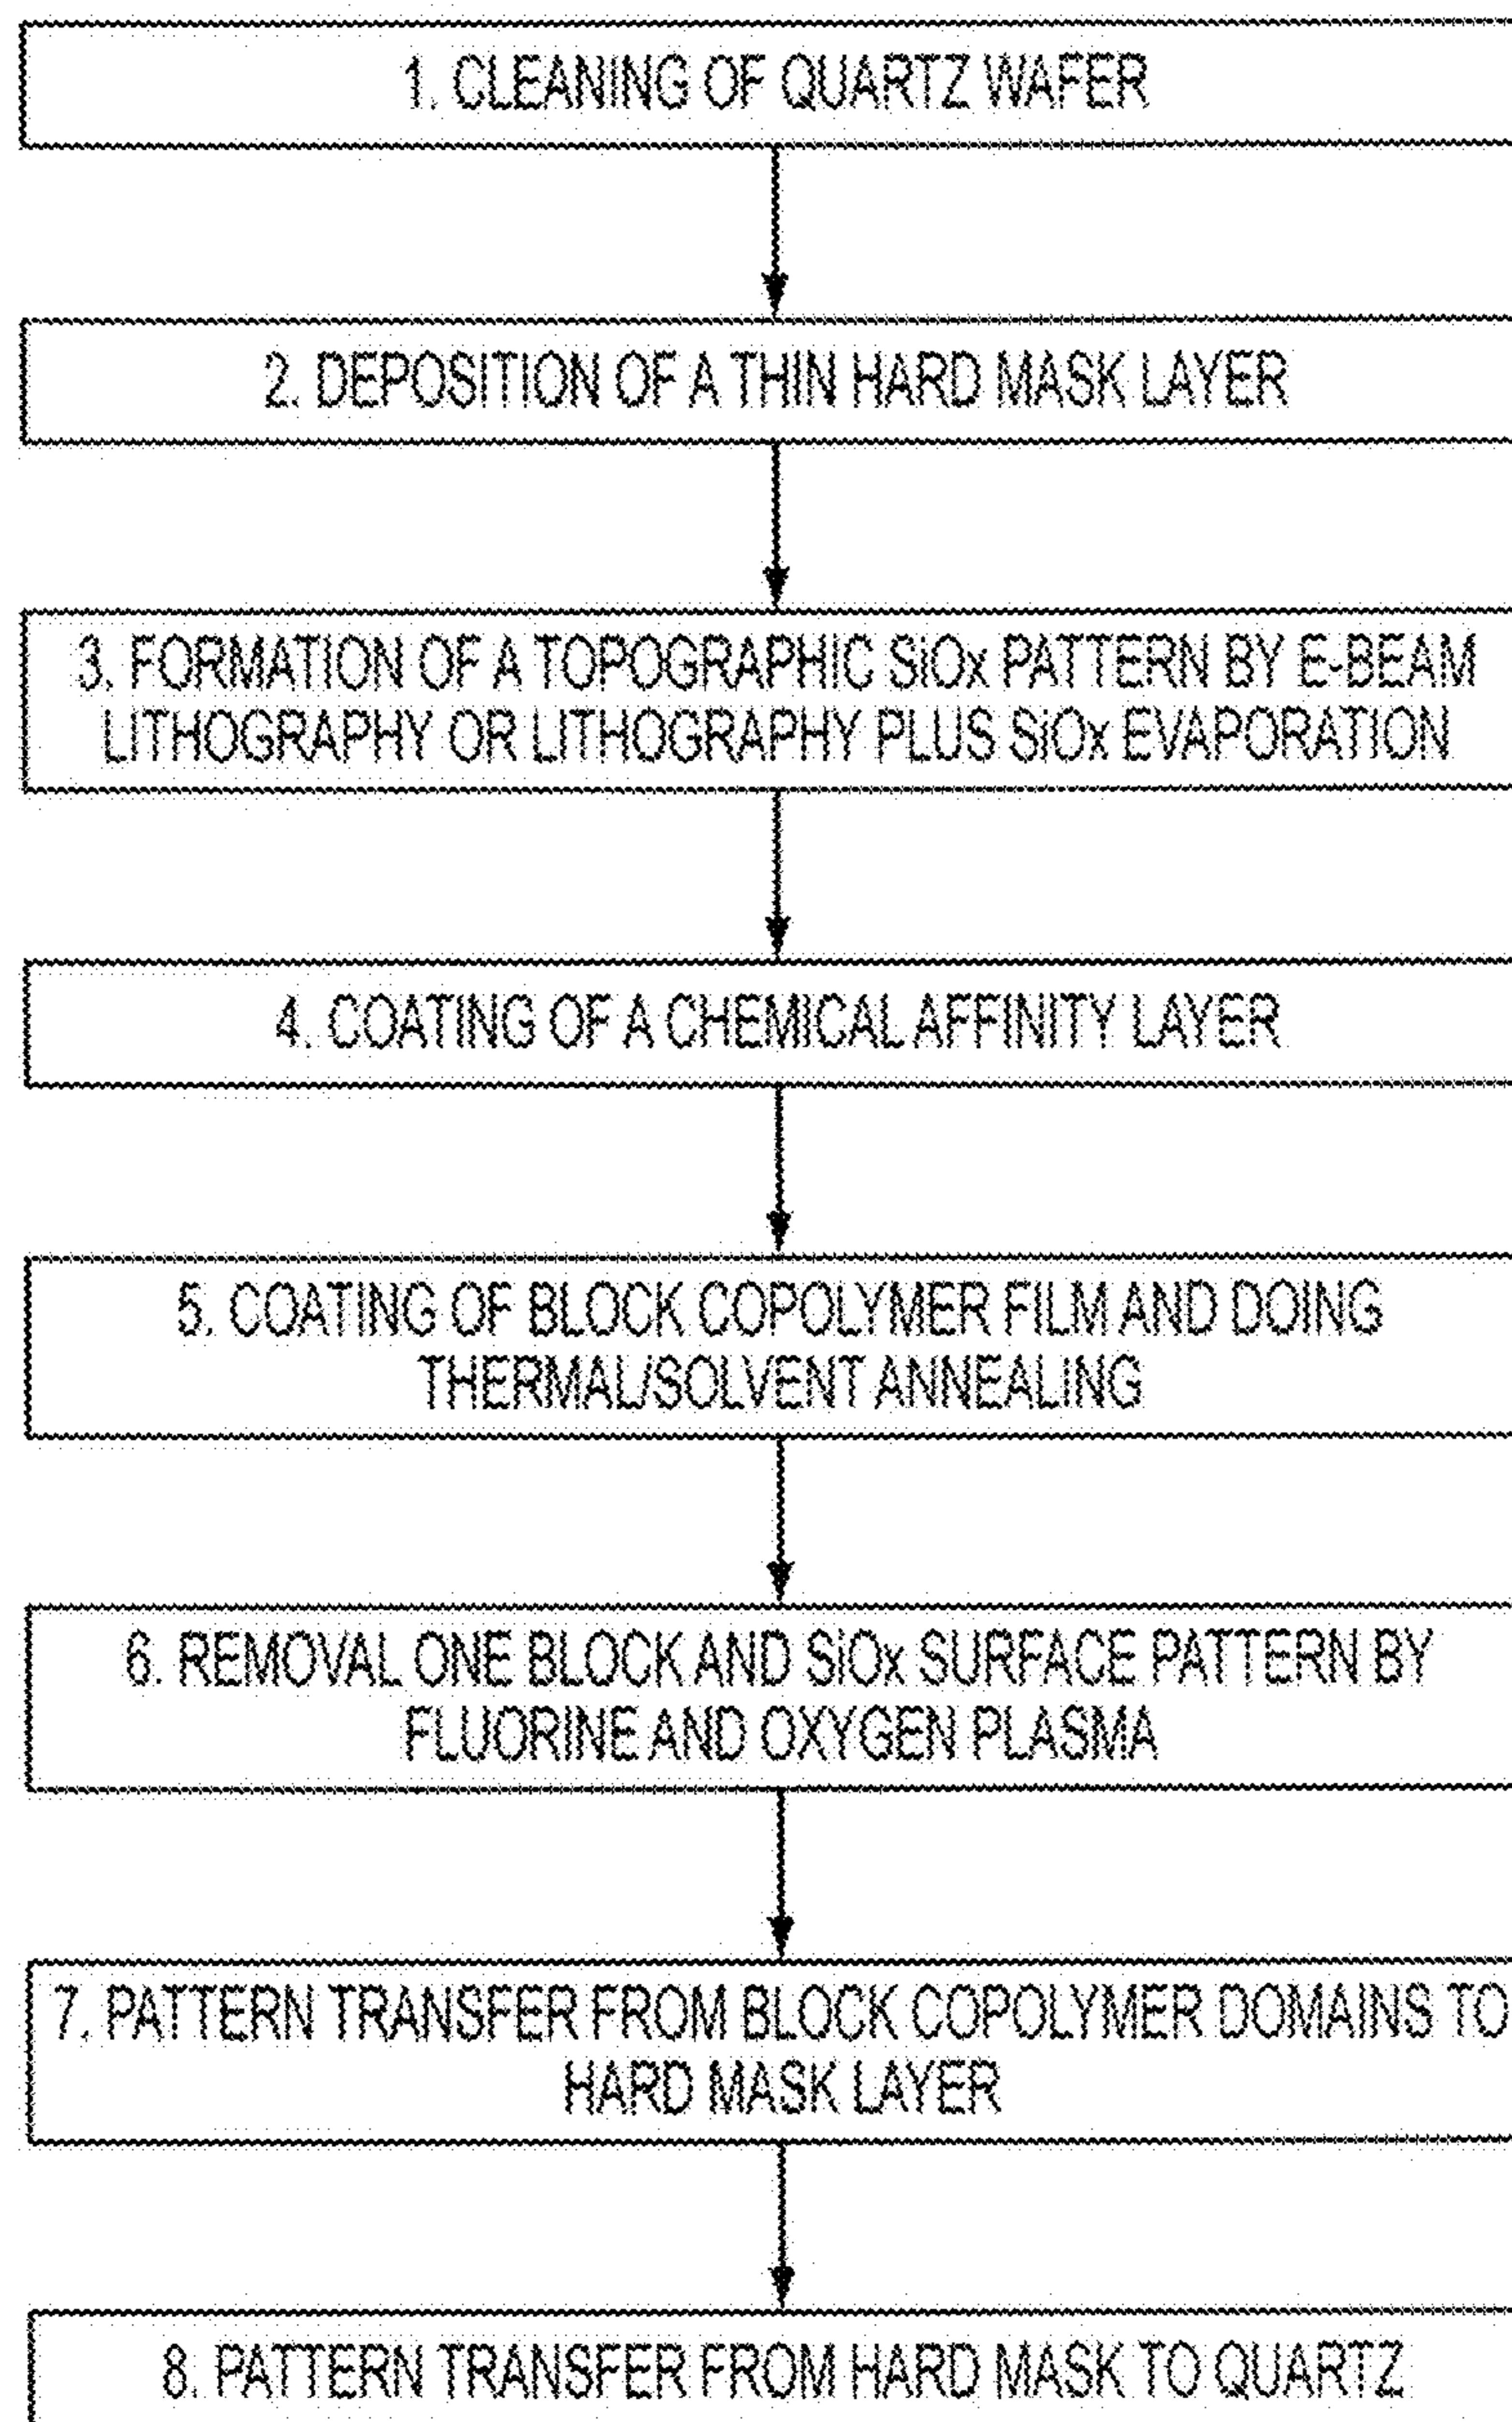 1. CLEANING OF QUARTZ WAFER
2. DEPOSITION OF A THIN HARD MASK LAYER
3. FORMATION OF A TOPOGRAPHIC SiOx PATTERN BY E-BEAM
LITHOGRAPHY OR LITHOGRAPHY PLUS SiOx EVAPORATION
4. COATING OF A CHEMICAL AFFINITY LAYER
5. COATING OF BLOCK COPOLYMER FILM AND DOING
THERMAL/SOLVENT ANNEALING
6. REMOVAL ONE BLOCK AND SiOx SURFACE PATTERN BY
FLUORINE AND OXYGEN PLASMA
7. PATTERN TRANSFER FROM BLOCK COPOLYMER DOMAINS TO
HARD MASK LAYER
8. PATTERN TRANSFER FROM HARD MASK TO QUARTZ